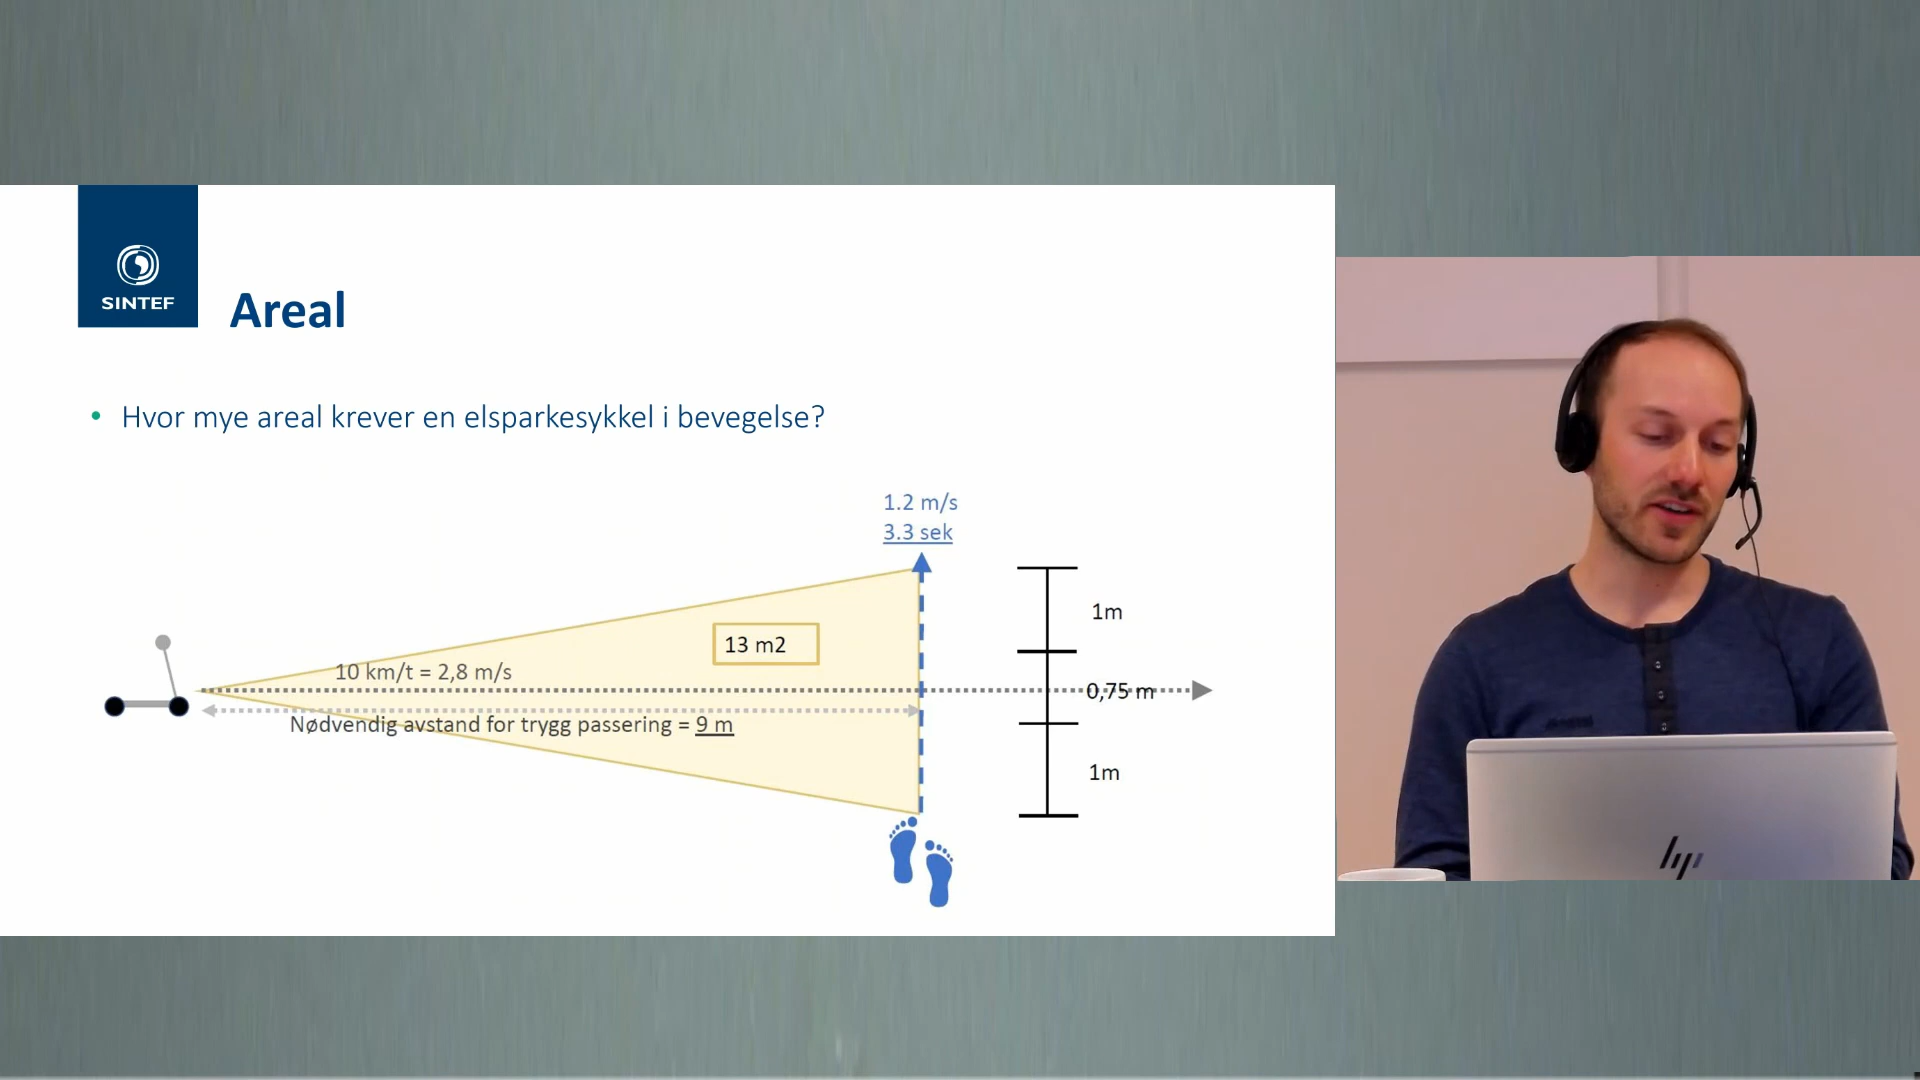 SINTEF
Areal
• Hvor mye areal krever en elsparkesykkel i bevegelse?
1.2 m/s
3.3 sek
1m
13 m2
10 km/t = 2,8 m/s
0,75 m
Nødvendig avstand for trygg passering = 9 m
1m
hp